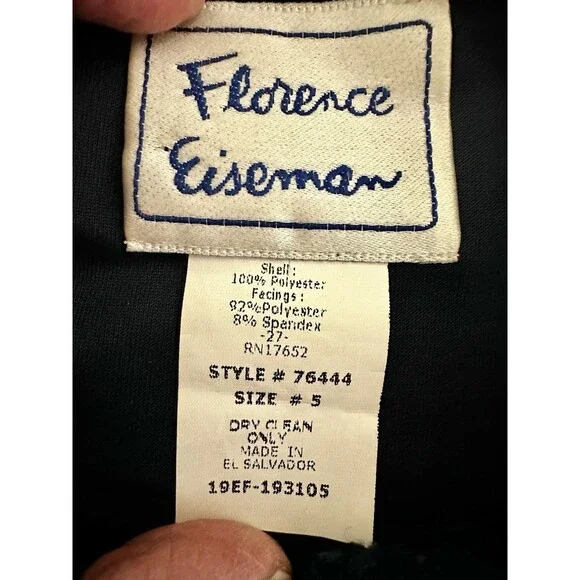 Florence
Eiseman
Shell:
100% Polyester
Facings:
92%Polyester
8% Spandex
-27-
RN17652
STYLE # 76444
SIZE # 5
DRY CLEAN
ONLY
MADE IN
EL SALVADOR
19EF-193105